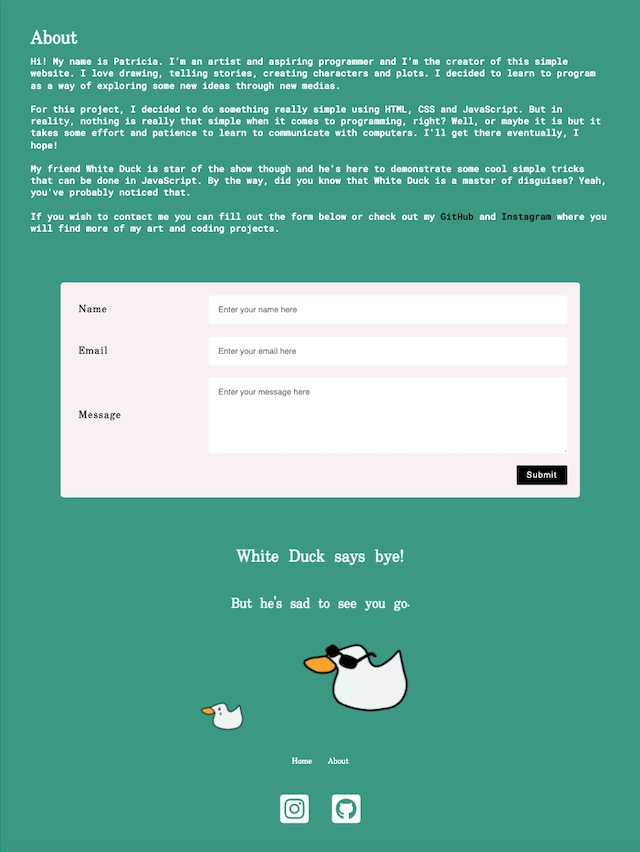 About
Hi! My name is Patricia. I'm an artist and aspiring programmer and I'm the creator of this simple
website. I love drawing, telling stories, creating characters and plots. I decided to learn to program
as a way of exploring some new ideas through new medias.
For this project, I decided to do something really simple using HTML, CSS and JavaScript. But in
reality, nothing is really that simple when it comes to programming, right? Well, or maybe it is but it
takes some effort and patience to learn to communicate with computers. I'll get there eventually, I
hope!
My friend White Duck is star of the show though and he's here to demonstrate some cool simple tricks
that can be done in JavaScript. By the way, did you know that White Duck is a master of disguises? Yeah,
you've probably noticed that.
If you wish to contact me you can fill out the form below or check out my GitHub and Instagram where you
will find more of my art and coding projects.
Name
Enter your name here
Email
Enter your email here
Message
Enter your message here
Submit
White Duck says bye!
But he's sad to see you go.
Home About